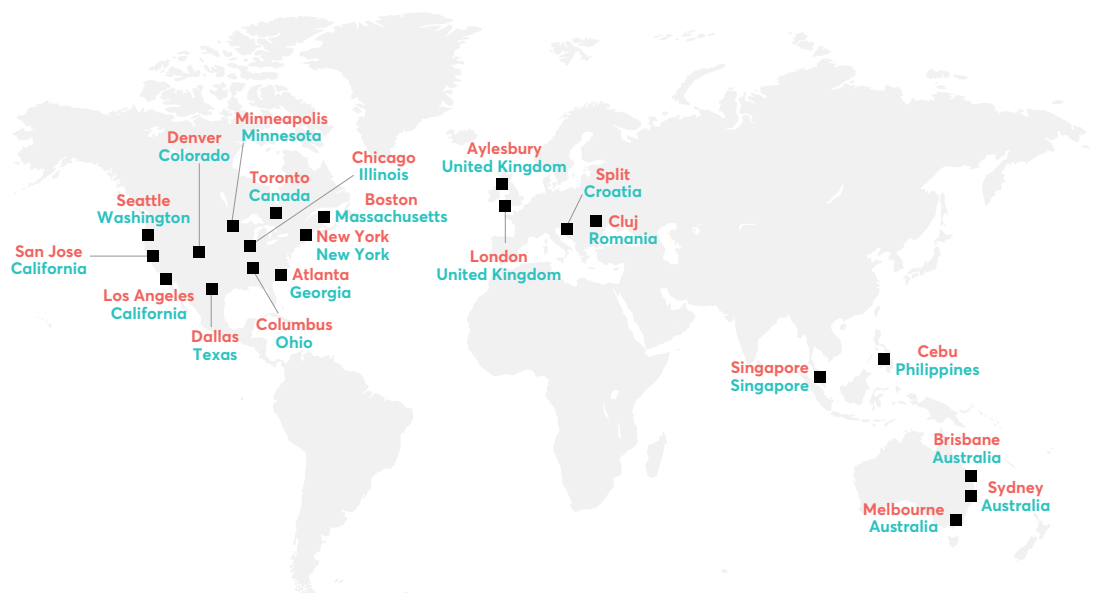 Minneapolis
Minnesota
Denver
Colorado
Chicago
Illinois
Toronto
Canada
Boston
Massachusetts
Seattle
Washington
New York
New York
San Jose
California
Atlanta
Georgia
Los Angeles
California
Columbus
Ohio
Dallas
Texas
Aylesbury
United Kingdom
Split
Croatia
Cluj
Romania
London
United Kingdom
Singapore
Singapore
Cebu
Philippines
Brisbane
Australia
Sydney
Australia
Melbourne
Australia